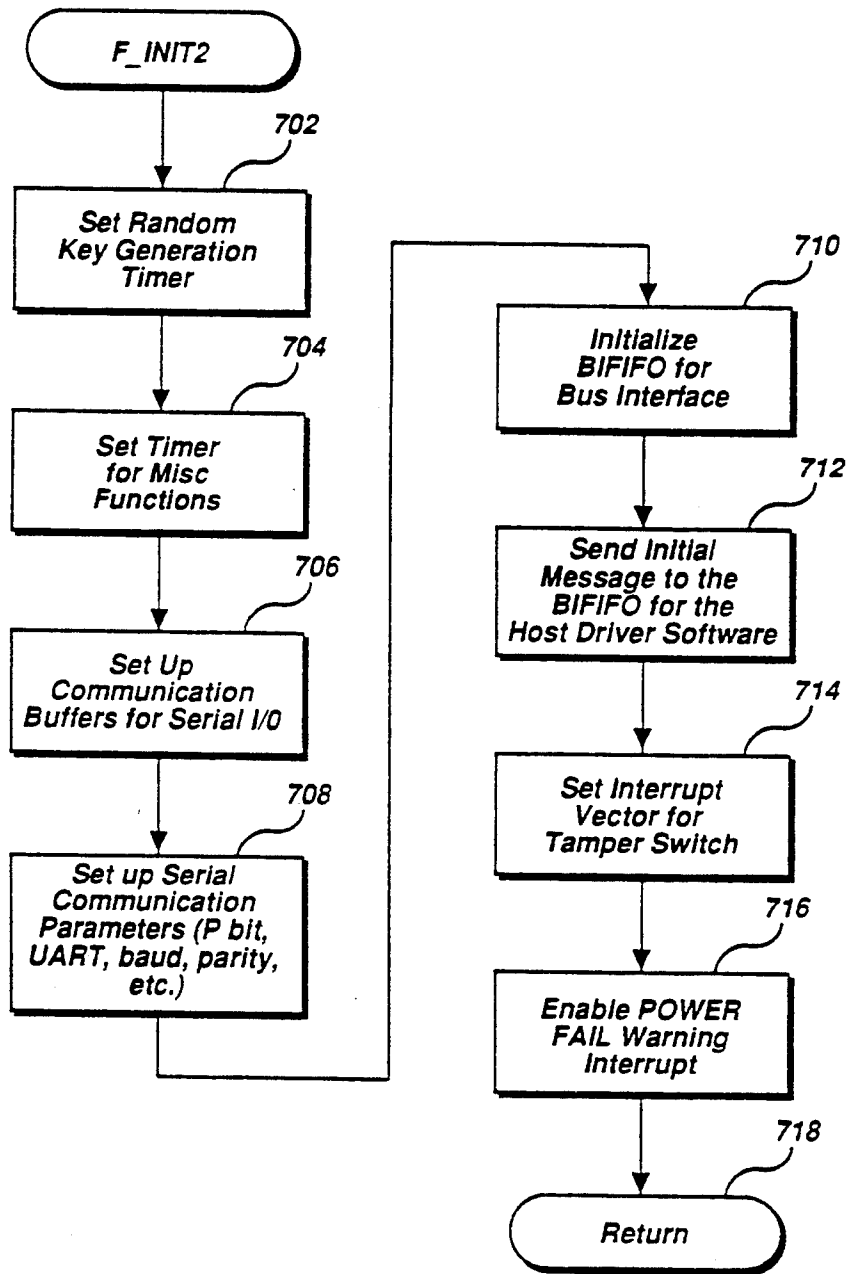 F_INIT2
702
Set Random
Key Generation
Timer
704
Set Timer
for Misc
Functions
706
Set Up
Communication
Buffers for Serial I/0
708
Set up Serial
Communication
Parameters (P bit,
UART, baud, parity,
etc.)
710
Initialize
BIFIFO for
Bus Interface
712
Send Initial
Message to the
BIFIFO for the
Host Driver Software
714
Set Interrupt
Vector for
Tamper Switch
716
Enable POWER
FAIL Warning
Interrupt
718
Return